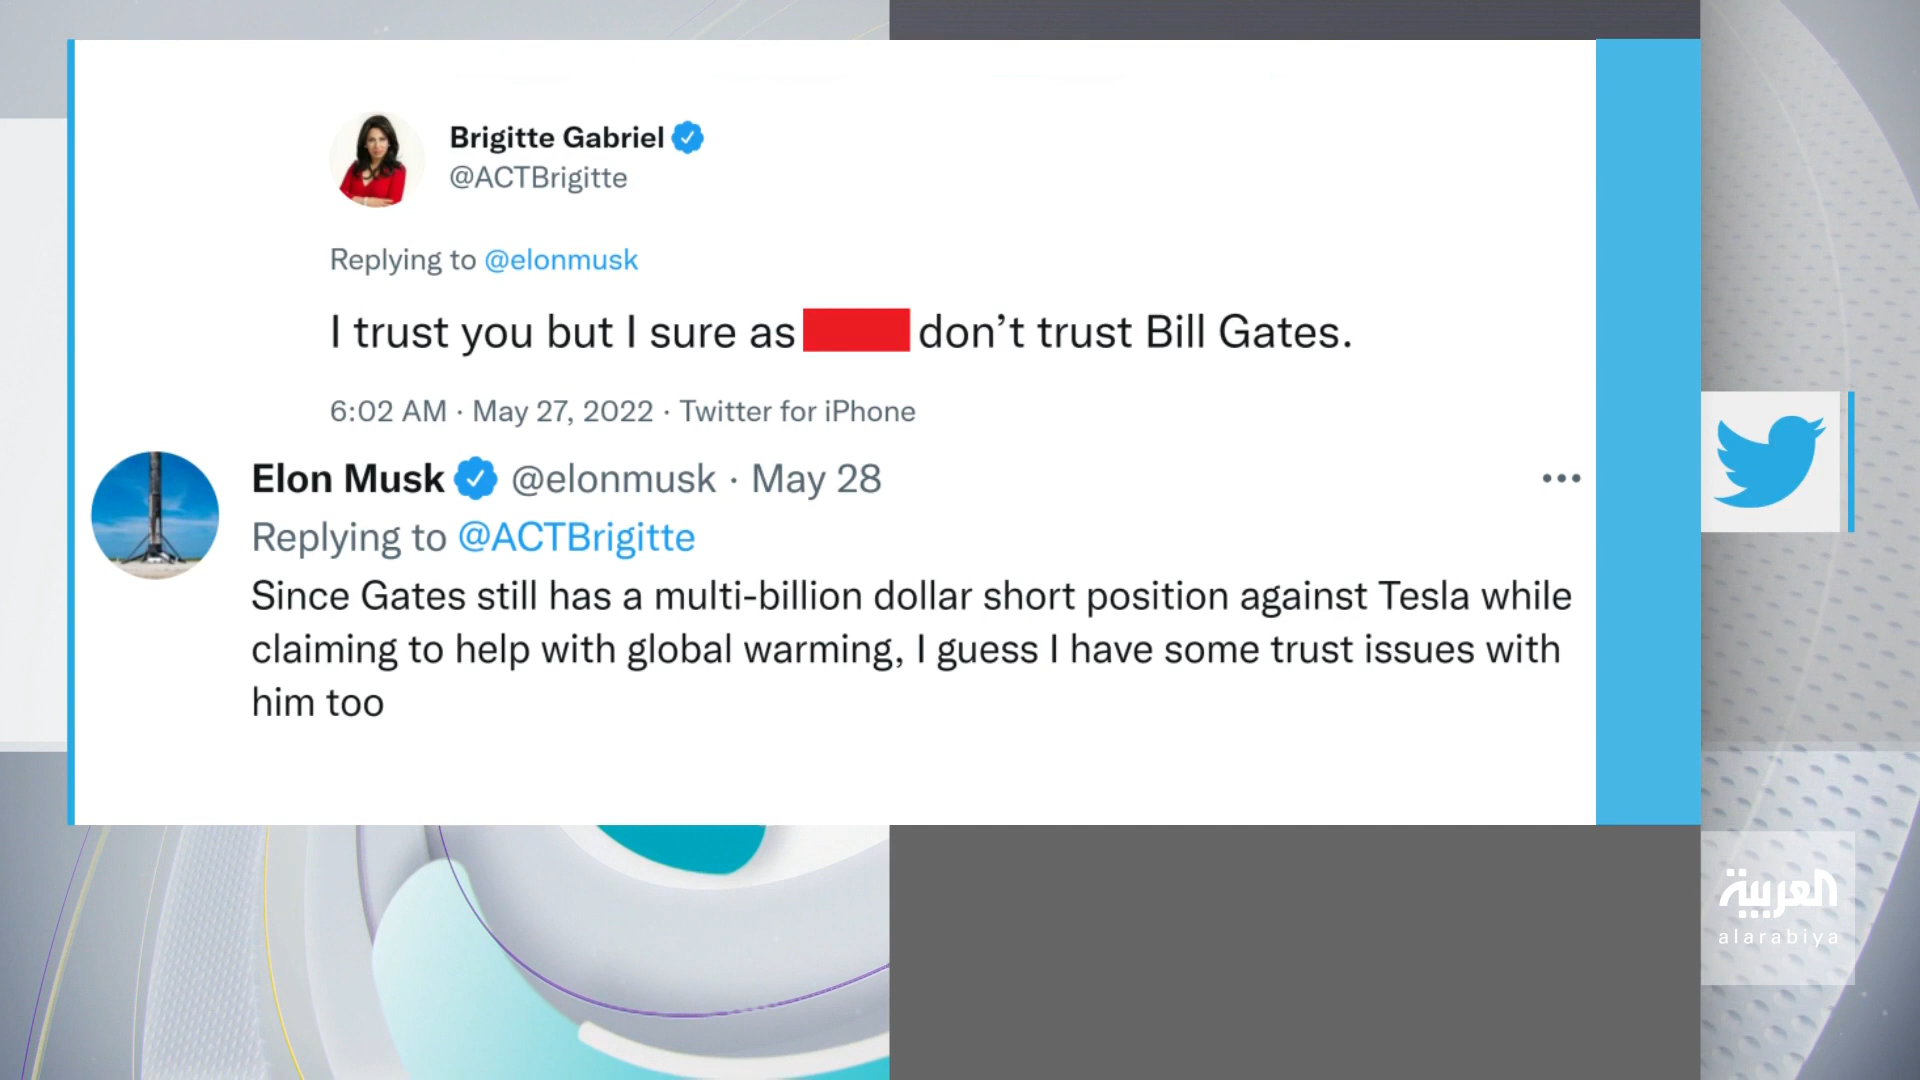 Brigitte Gabriel
@ACTBrigitte
Replying to @elonmusk
I trust you but I sure as don’t trust Bill Gates.
6:02 AM · May 27, 2022 · Twitter for iPhone
Elon Musk @elonmusk · May 28
Replying to @ACTBrigitte
Since Gates still has a multi-billion dollar short position against Tesla while
claiming to help with global warming, I guess I have some trust issues with
him too
العربية
alarabiya